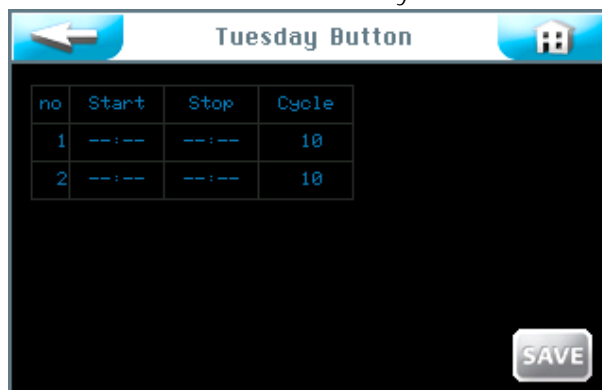 Tuesday Button
no Start Stop Cycle
1 --:-- --:-- 10
2 --:-- --:-- 10
SAVE